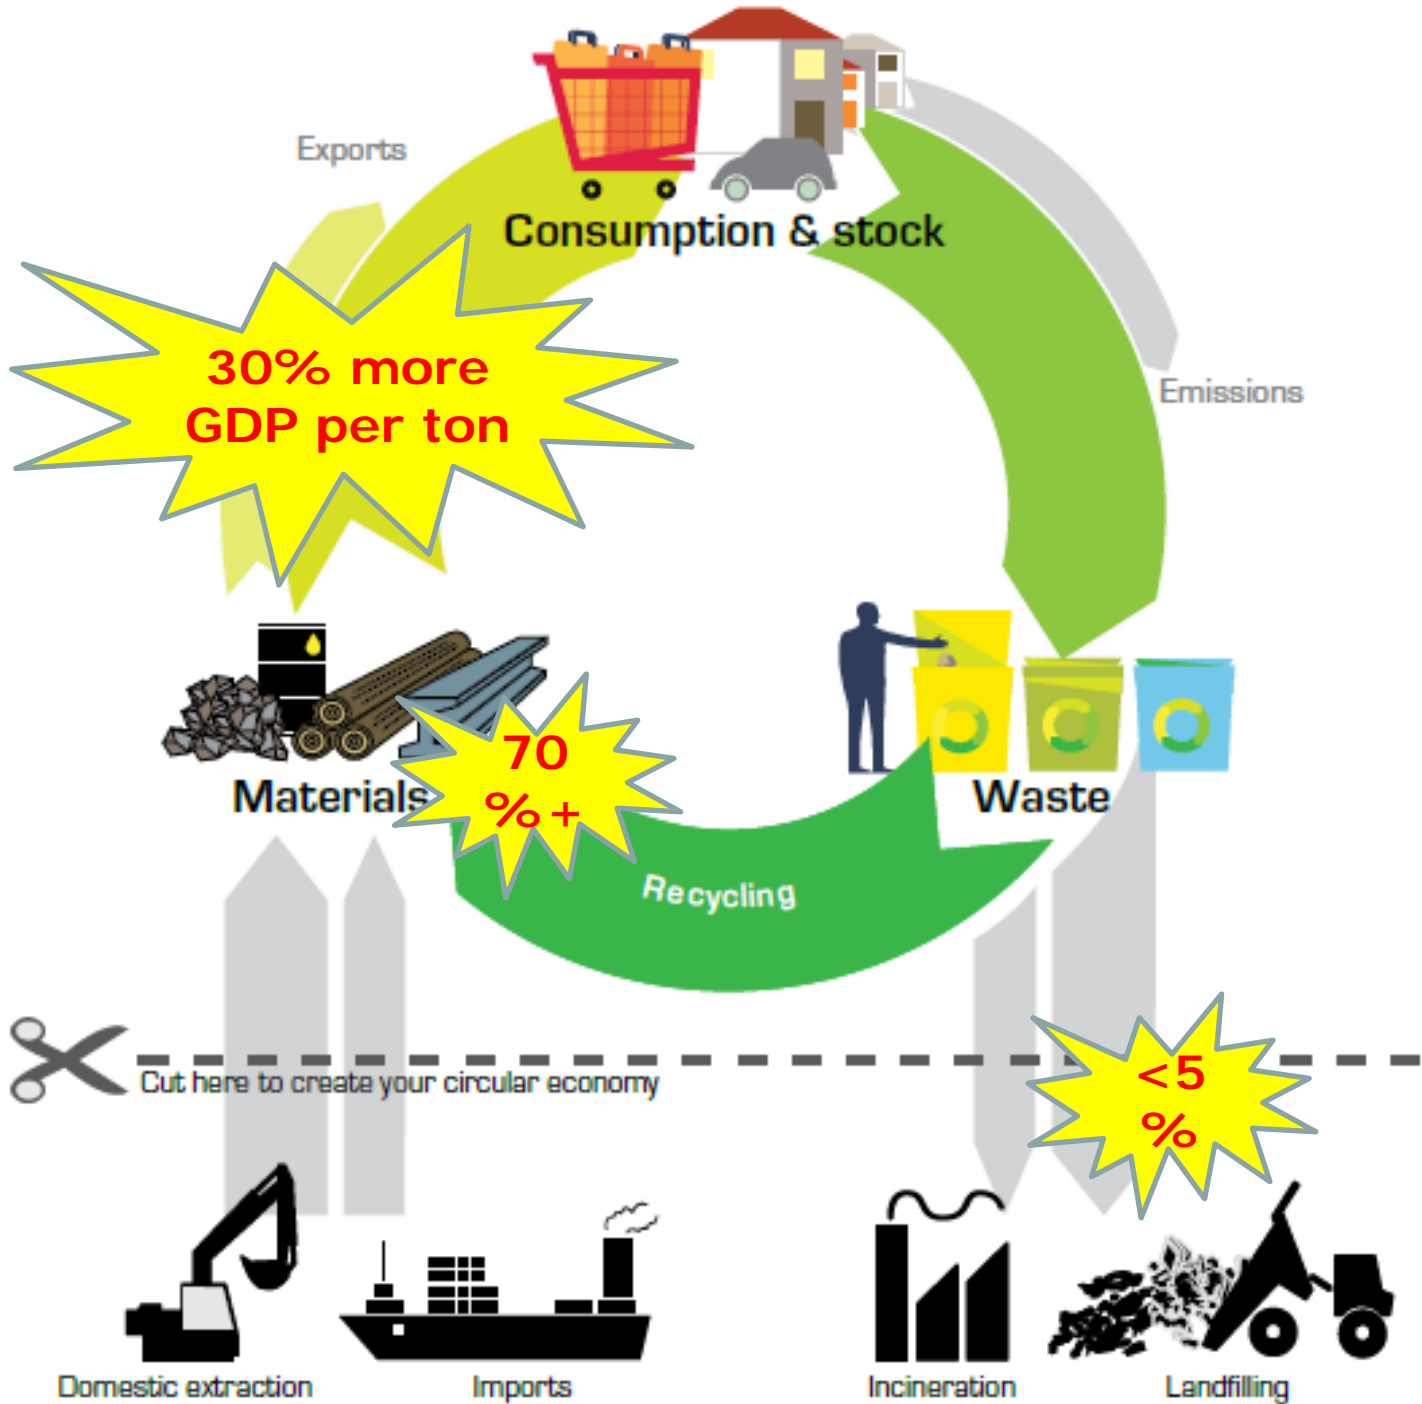 Exports
Consumption & stock
30% more
GDP per ton
Emissions
70
%+
Materials
Waste
Recycling
Cut here to create your circular economy
<5
%
Domestic extraction
Imports
Incineration
Landfilling